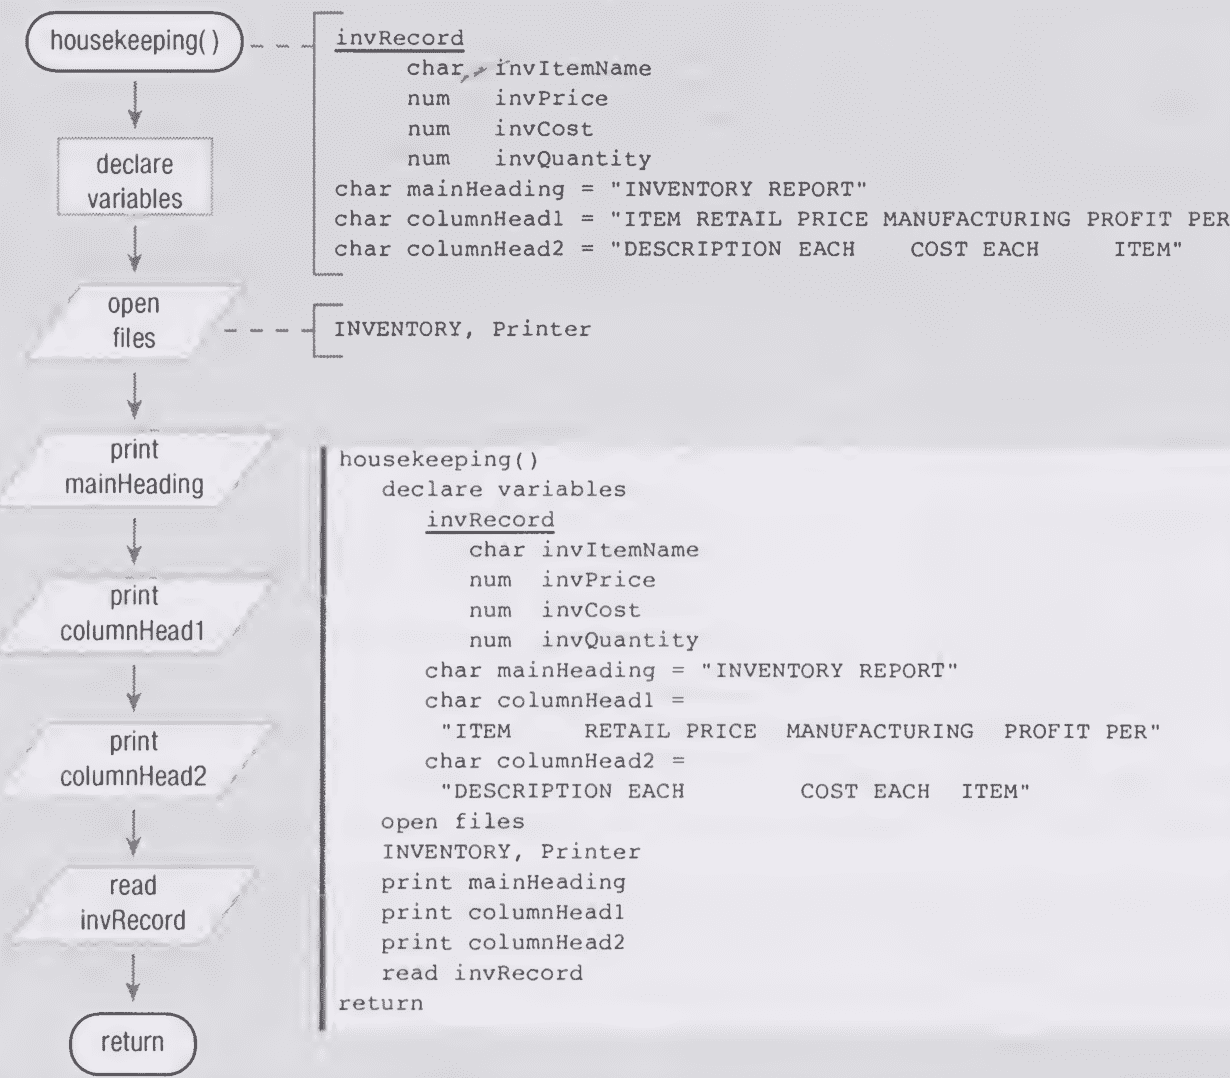 housekeeping()
declare
variables
open
files
print
mainHeading
print
columnHead1
print
columnHead2
read
invRecord
return
invRecord
char invItemName
num invPrice
num invCost
num invQuantity
char mainHeading = "INVENTORY REPORT"
char columnHead1 = "ITEM RETAIL PRICE MANUFACTURING PROFIT PER
char columnHead2 = "DESCRIPTION EACH COST EACH ITEM"
INVENTORY, Printer
housekeeping()
declare variables
invRecord
char invItemName
num invPrice
num invCost
num invQuantity
char mainHeading = "INVENTORY REPORT"
char columnHead1 =
"ITEM RETAIL PRICE MANUFACTURING PROFIT PER"
char columnHead2 =
"DESCRIPTION EACH COST EACH ITEM"
open files
INVENTORY, Printer
print mainHeading
print columnHead1
print columnHead2
read invRecord
return